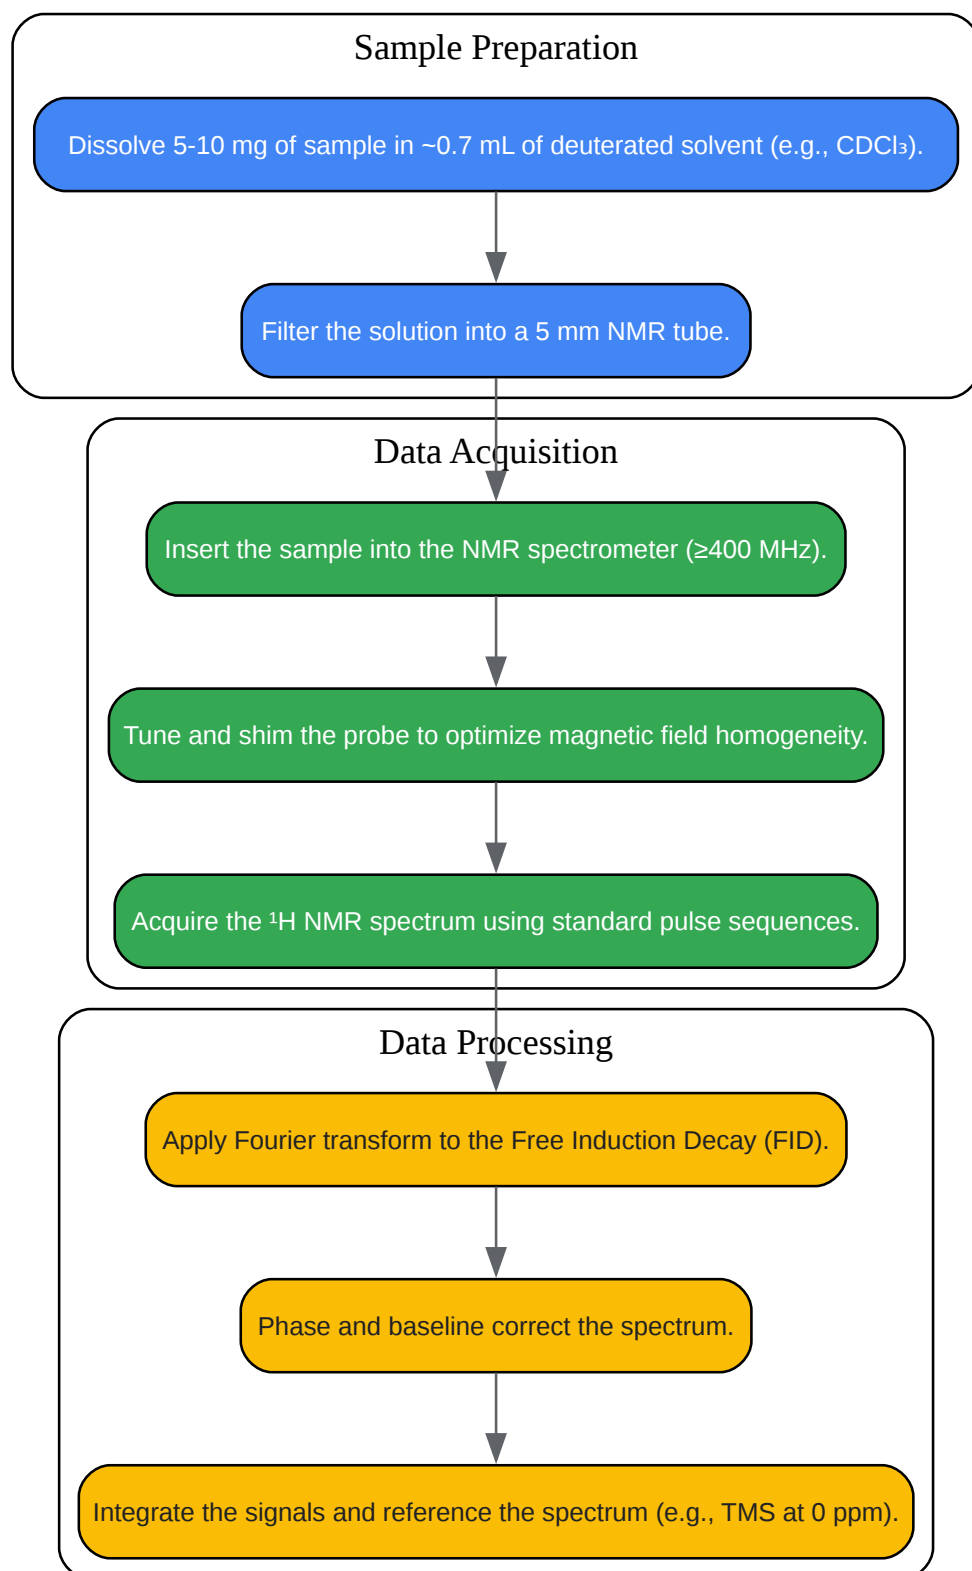 Sample Preparation
Dissolve 5-10 mg of sample in ~0.7 mL of deuterated solvent (e.g., CDCl₃).
Filter the solution into a 5 mm NMR tube.
Data Acquisition
Insert the sample into the NMR spectrometer (≥400 MHz).
Tune and shim the probe to optimize magnetic field homogeneity.
Acquire the ¹H NMR spectrum using standard pulse sequences.
Data Processing
Apply Fourier transform to the Free Induction Decay (FID).
Phase and baseline correct the spectrum.
Integrate the signals and reference the spectrum (e.g., TMS at 0 ppm).